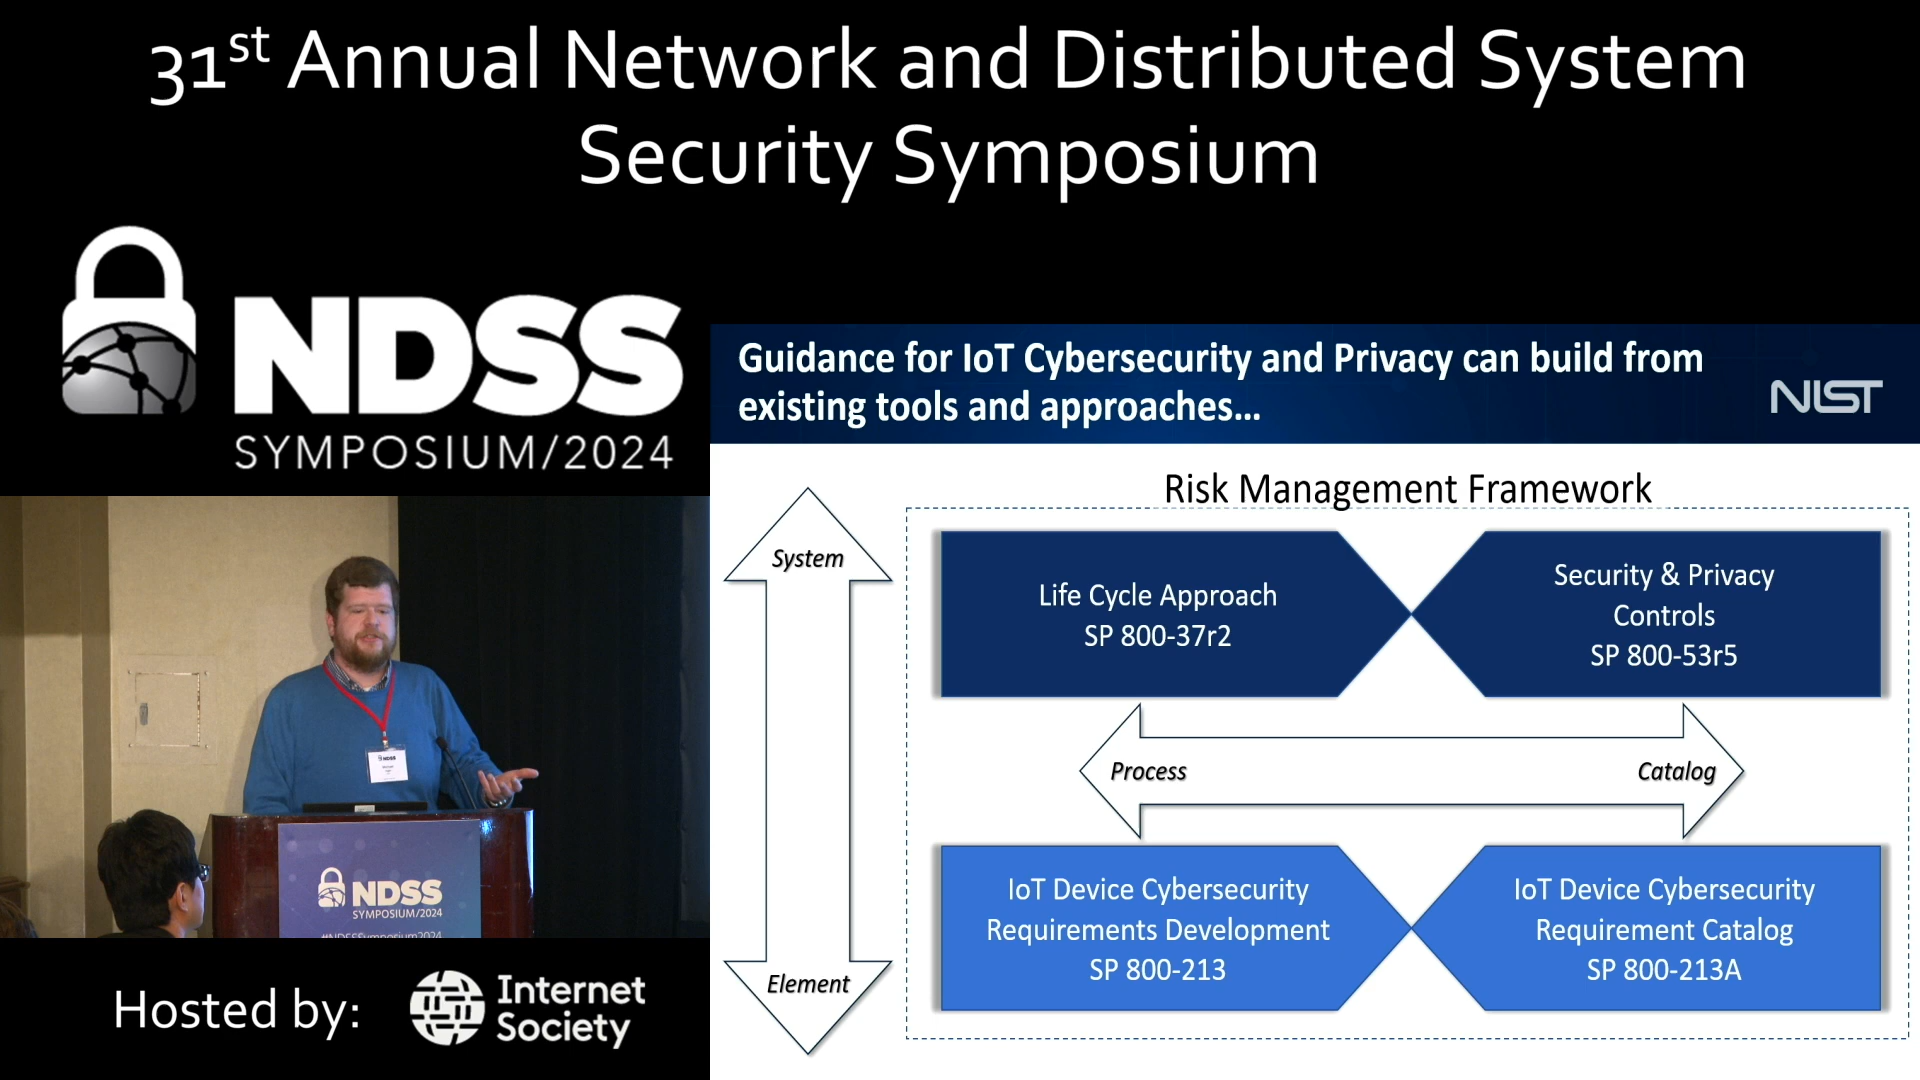 31st Annual Network and Distributed System
Security Symposium
NDSS
SYMPOSIUM/2024
Guidance for IoT Cybersecurity and Privacy can build from
existing tools and approaches...
NIST
Risk Management Framework
System
Element
Life Cycle Approach
SP 800-37r2
Security & Privacy
Controls
SP 800-53r5
Process
Catalog
IoT Device Cybersecurity
Requirements Development
SP 800-213
IoT Device Cybersecurity
Requirement Catalog
SP 800-213A
NDSS
NDSS
SYMPOSIUM/2024
#NDSSSymposium2024
Hosted by:
Internet
Society